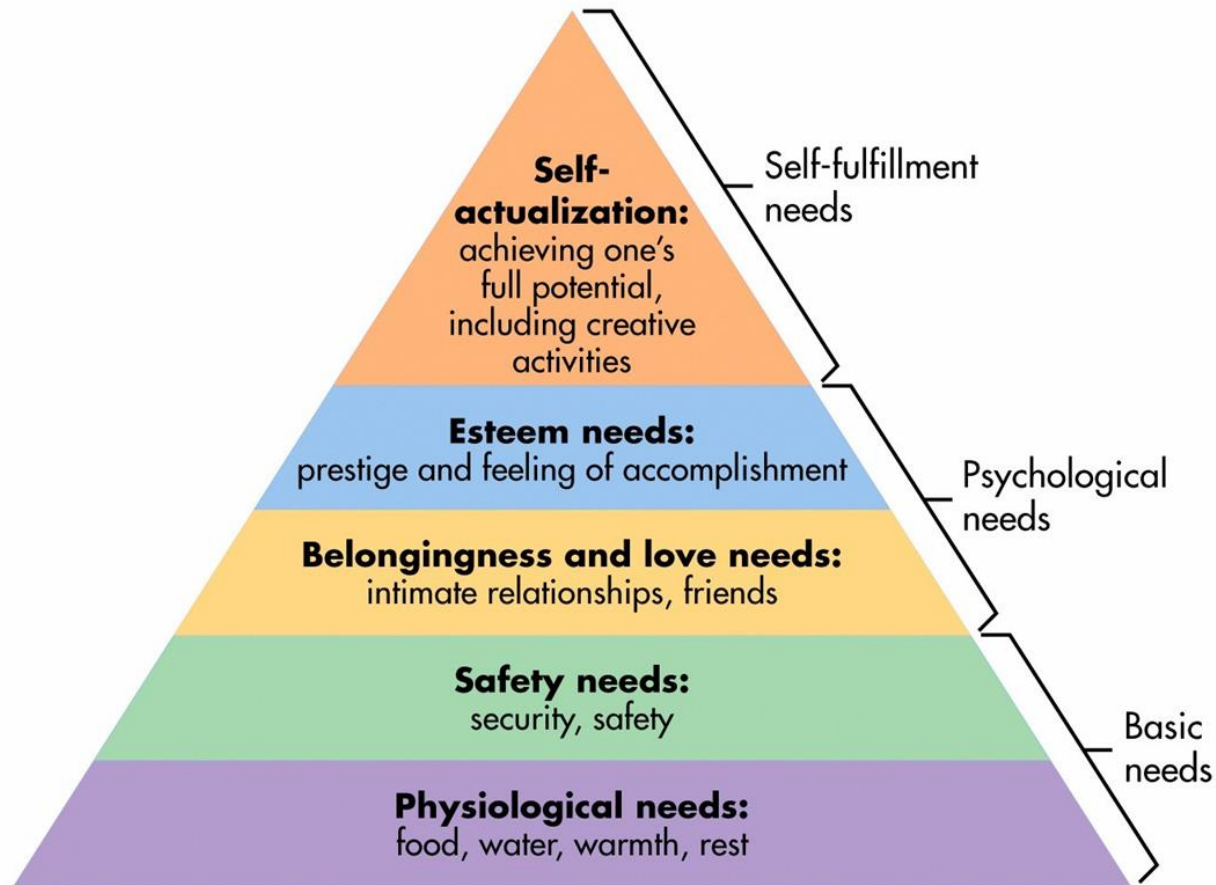 Self-
actualization:
achieving one's
full potential,
including creative
activities
Self-fulfillment
needs
Esteem needs:
prestige and feeling of accomplishment
Psychological
needs
Belongingness and love needs:
intimate relationships, friends
Safety needs:
security, safety
Basic
needs
Physiological needs:
food, water, warmth, rest